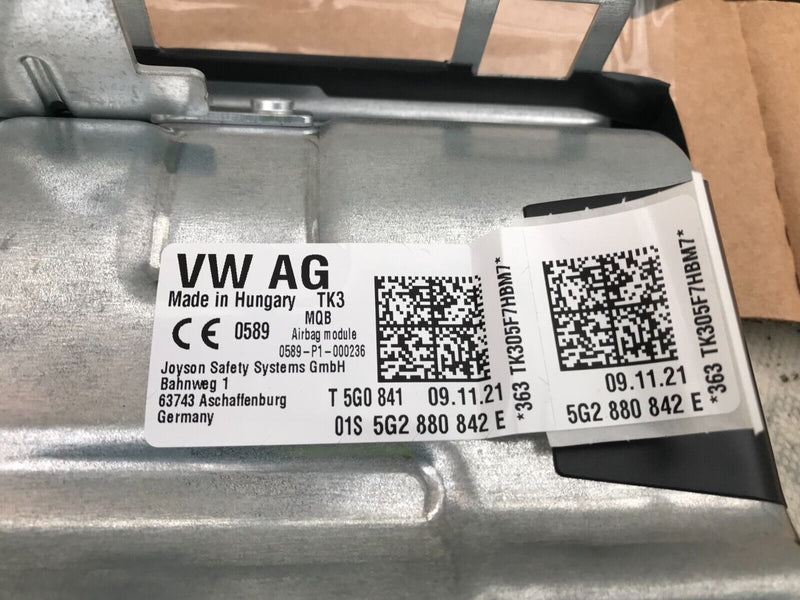 VW AG
Made in Hungary TK3
MQB
CE 0589 Airbag module
0589-P1-000236
Joyson Safety Systems GmbH
Bahnweg 1
63743 Aschaffenburg
Germany
T 5G0 841 09.11.21
01S 5G2 880 842 E
*363 TK305F7HBM7*
09.11.21
5G2 880 842 E
*363 TK305F7HBM7*